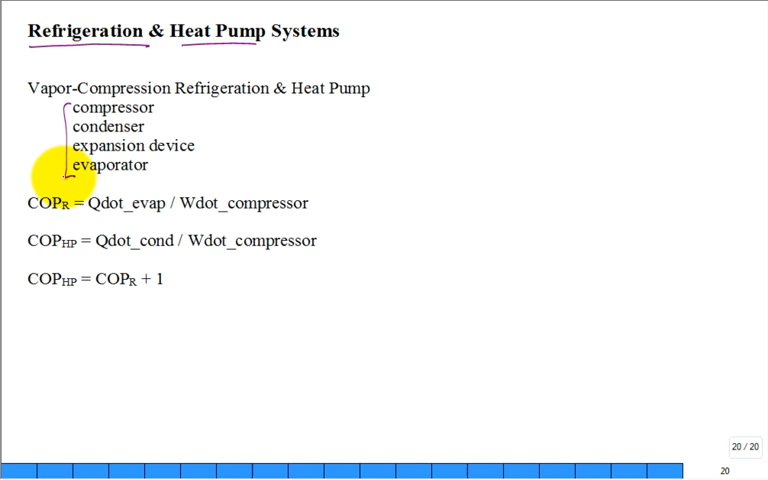 Refrigeration & Heat Pump Systems
Vapor-Compression Refrigeration & Heat Pump
compressor
condenser
expansion device
evaporator
COPR = Qdot_evap / Wdot_compressor
COPHP = Qdot_cond / Wdot_compressor
COPHP = COPR + 1
20 / 20
20